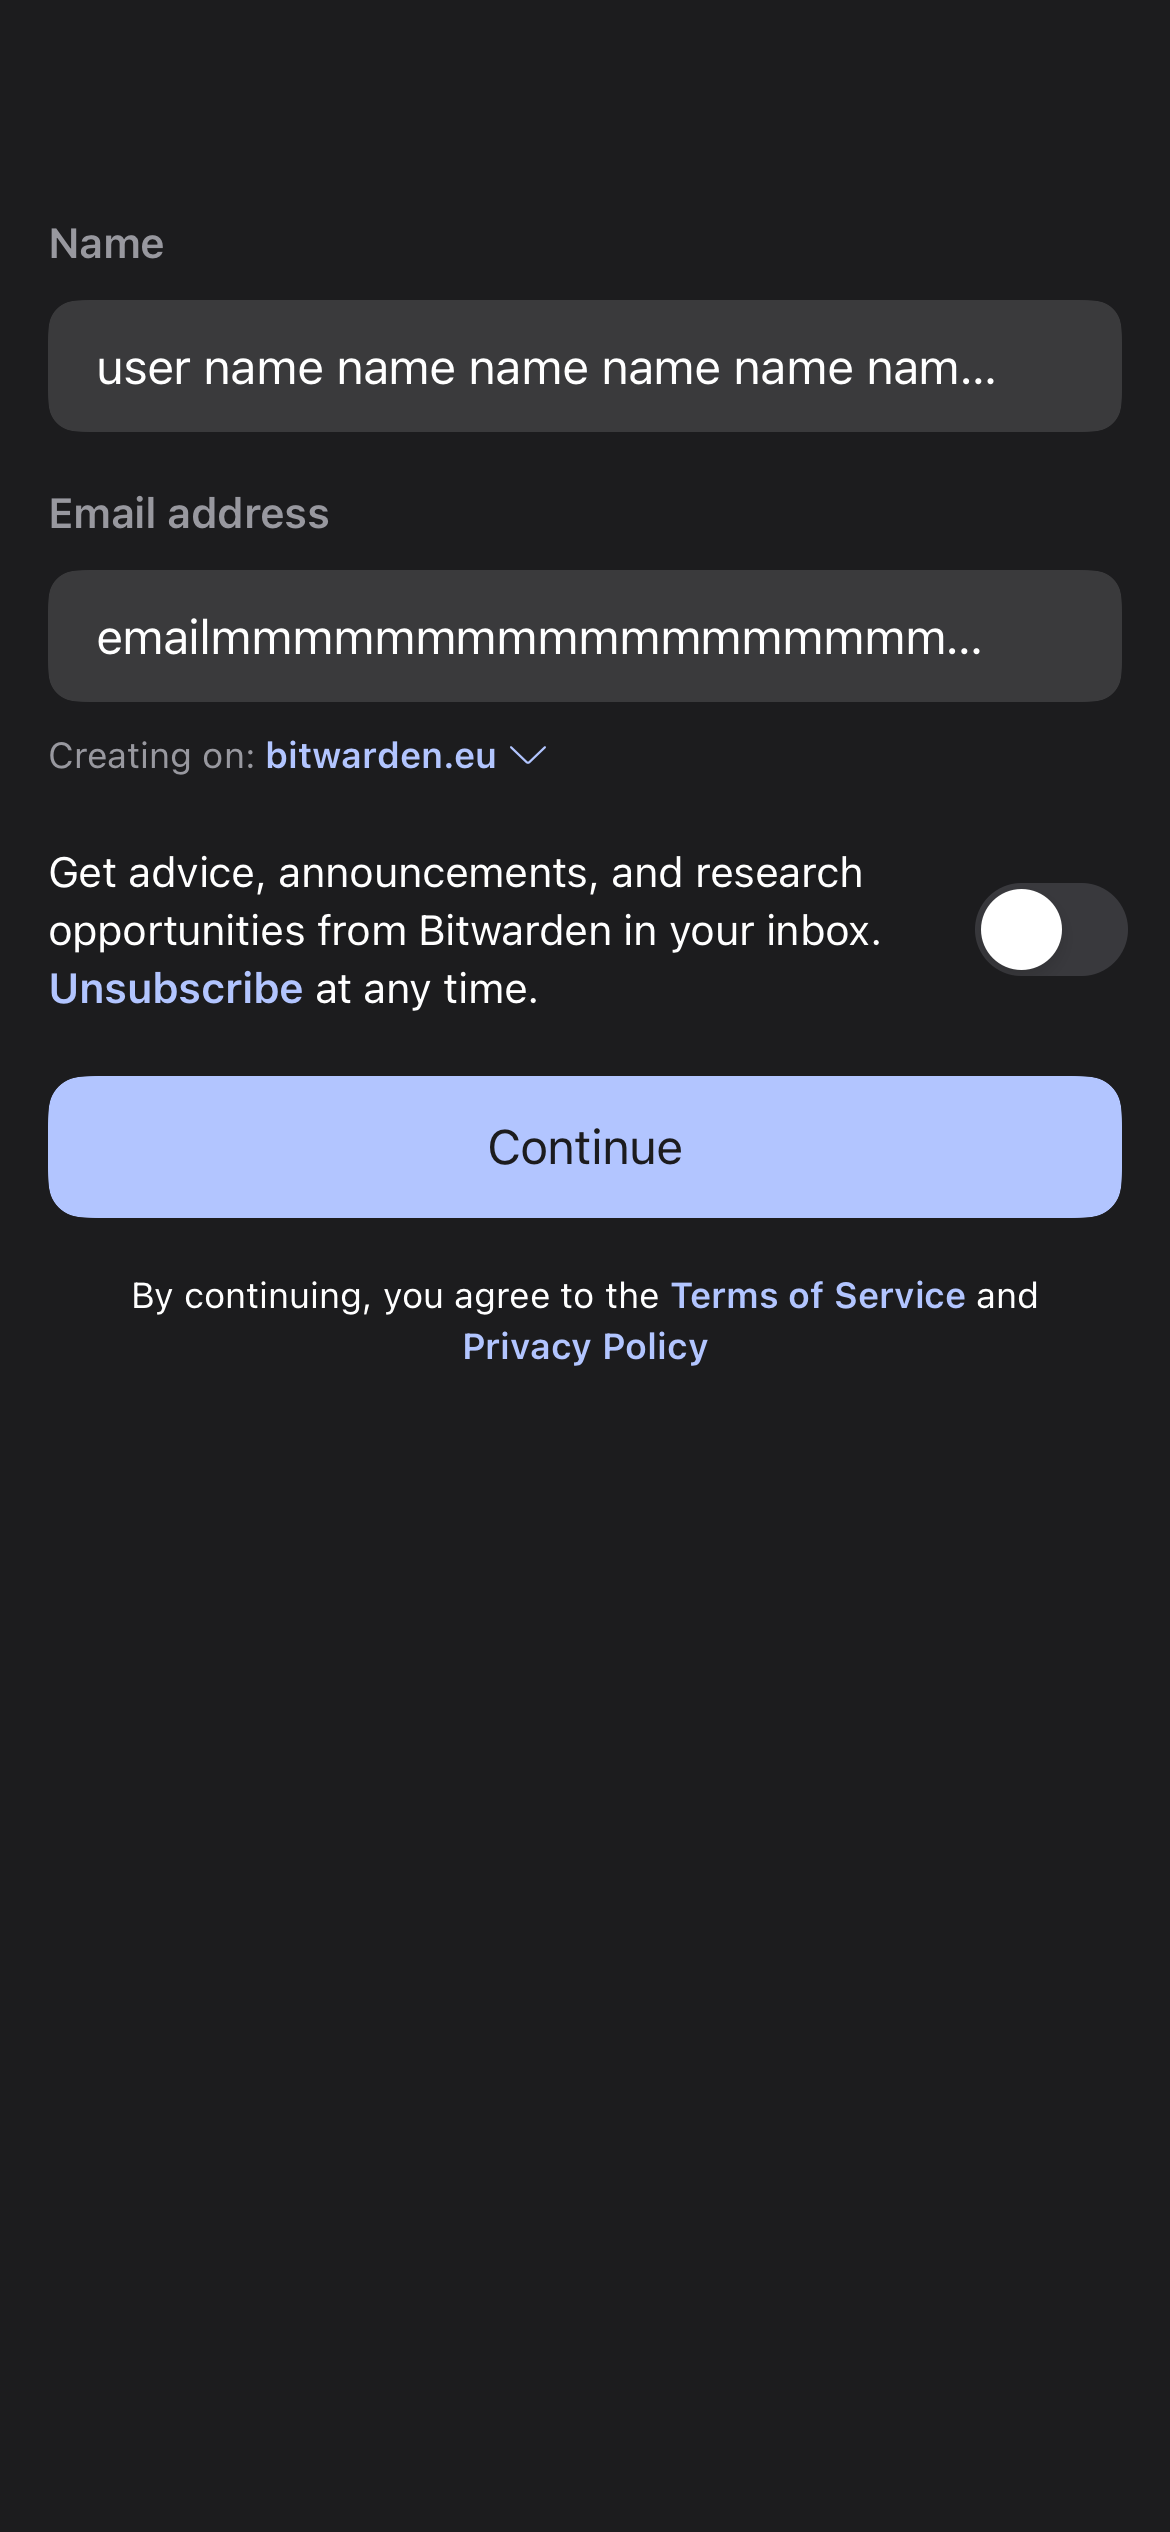 Name
user name name name name name nam...
Email address
emailmmmmmmmmmmmmmmmmmm...
Creating on: bitwarden.eu
Get advice, announcements, and research
opportunities from Bitwarden in your inbox.
Unsubscribe at any time.
Continue
By continuing, you agree to the Terms of Service and
Privacy Policy